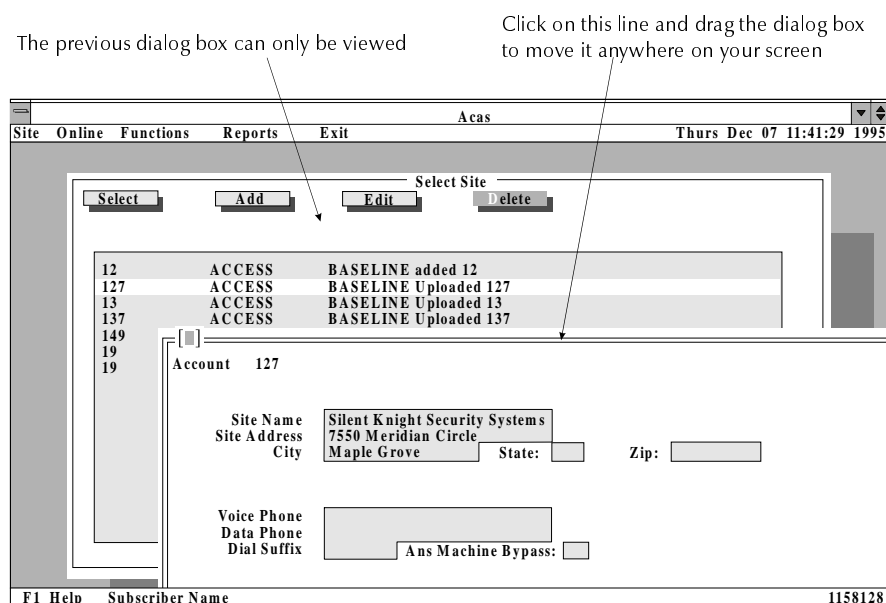 The previous dialog box can only be viewed
Click on this line and drag the dialog box
to move it anywhere on your screen
Acas
Site Online Functions Reports Exit Thurs Dec 07 11:41:29 1995
Select Site
Select Add Edit Delete
12 ACCESS BASELINE added 12
127 ACCESS BASELINE Uploaded 127
13 ACCESS BASELINE Uploaded 13
137 ACCESS BASELINE Uploaded 137
149
19
19
Account 127
Site Name Silent Knight Security Systems
Site Address 7550 Meridian Circle
City Maple Grove State: Zip:
Voice Phone
Data Phone
Dial Suffix Ans Machine Bypass:
F1 Help Subscriber Name 1158128